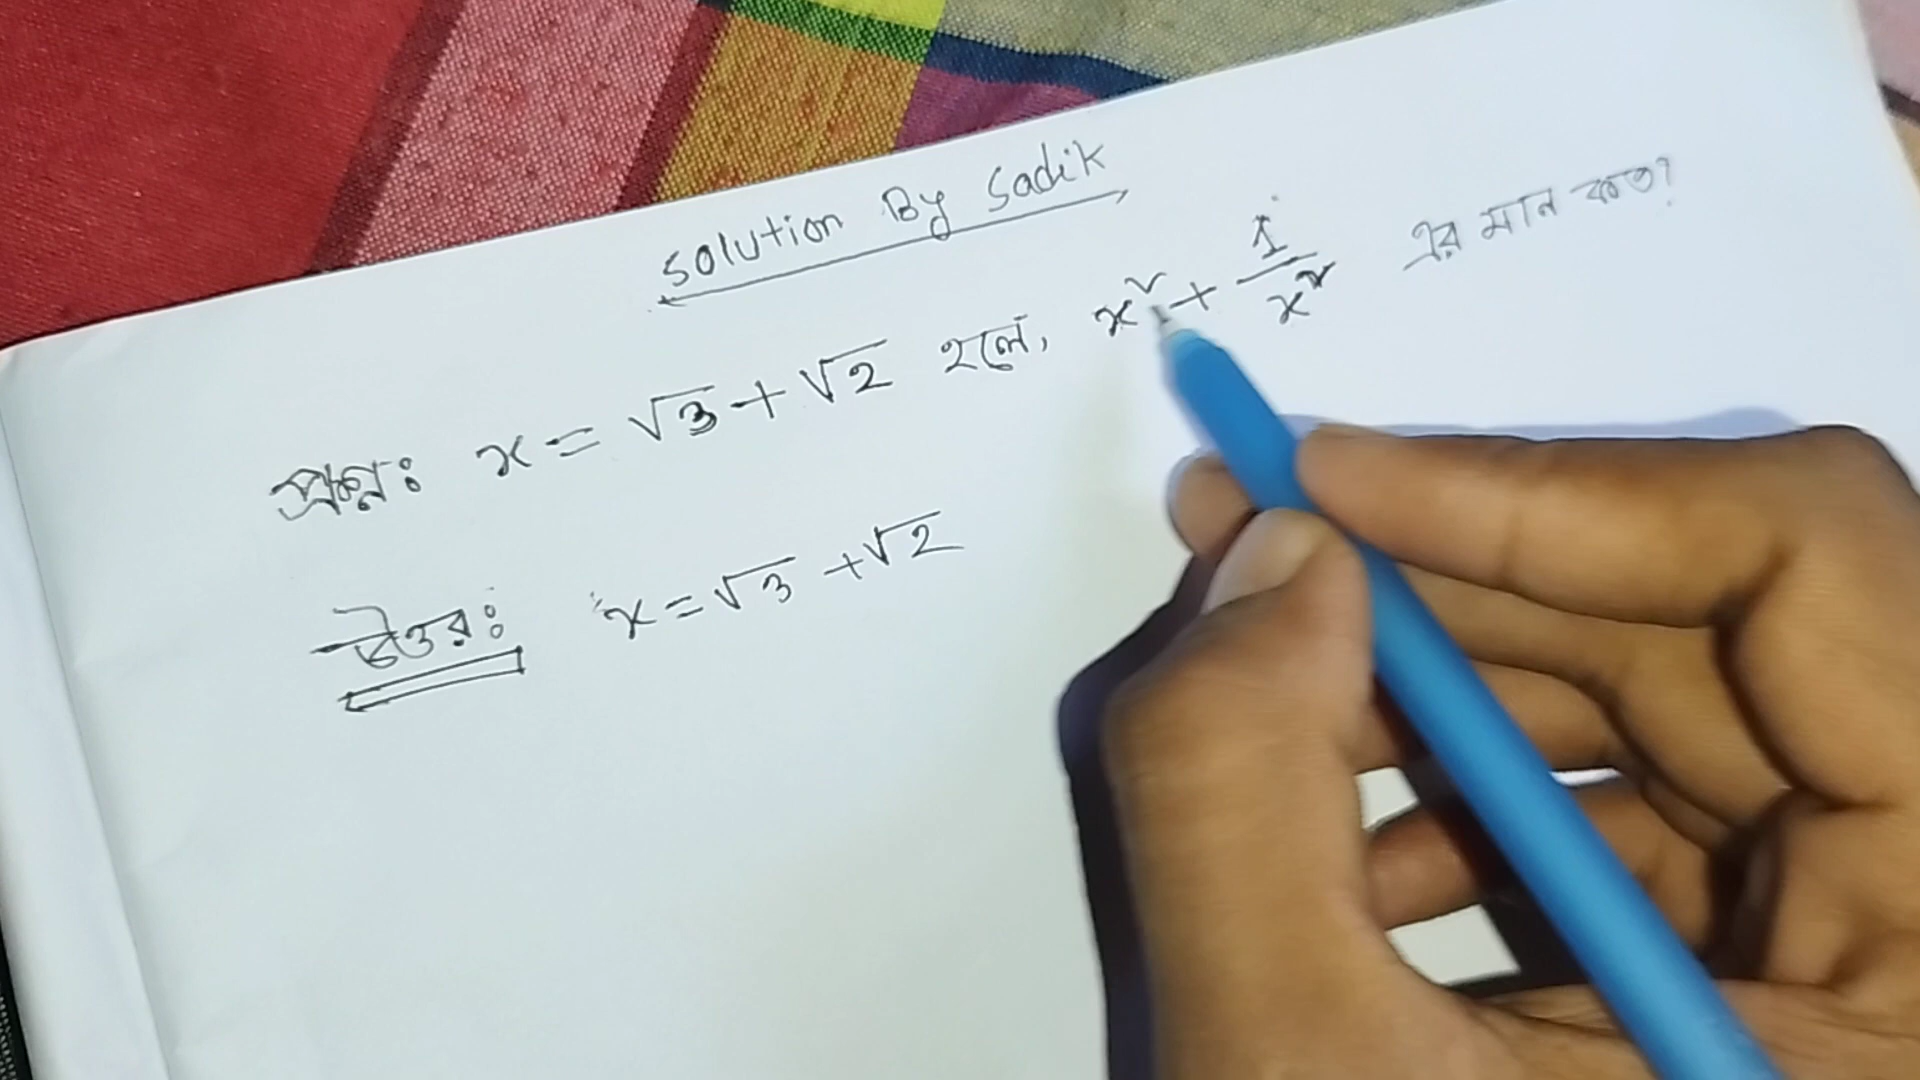 Solution By Sadik
প্রশ্ন: x = √3 + √2 হলে, x² + 1/x² এর মান কত?
উত্তর: x = √3 + √2